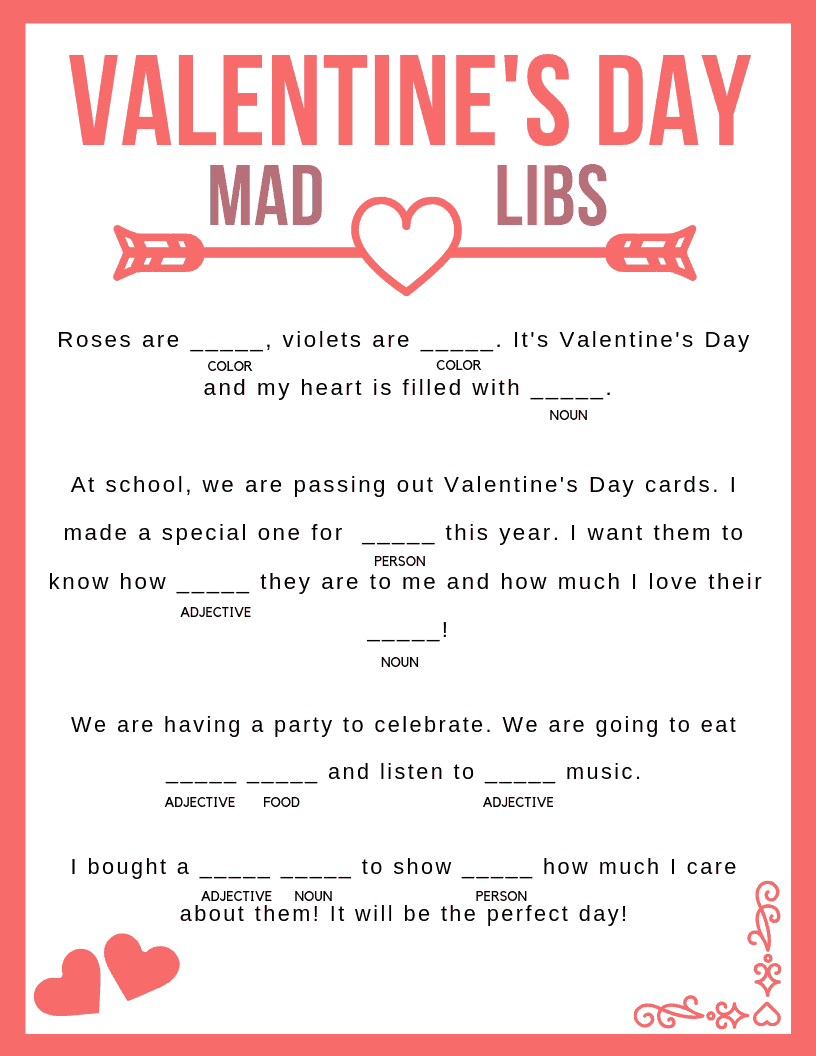 VALENTINE'S DAY
MAD LIBS
Roses are _____, violets are _____. It's Valentine's Day
COLOR COLOR
and my heart is filled with _____.
NOUN
At school, we are passing out Valentine's Day cards. I
made a special one for _____ this year. I want them to
PERSON
know how _____ they are to me and how much I love their
ADJECTIVE
_____!
NOUN
We are having a party to celebrate. We are going to eat
_____ _____ and listen to _____ music.
ADJECTIVE FOOD ADJECTIVE
I bought a _____ _____ to show _____ how much I care
ADJECTIVE NOUN PERSON
about them! It will be the perfect day!